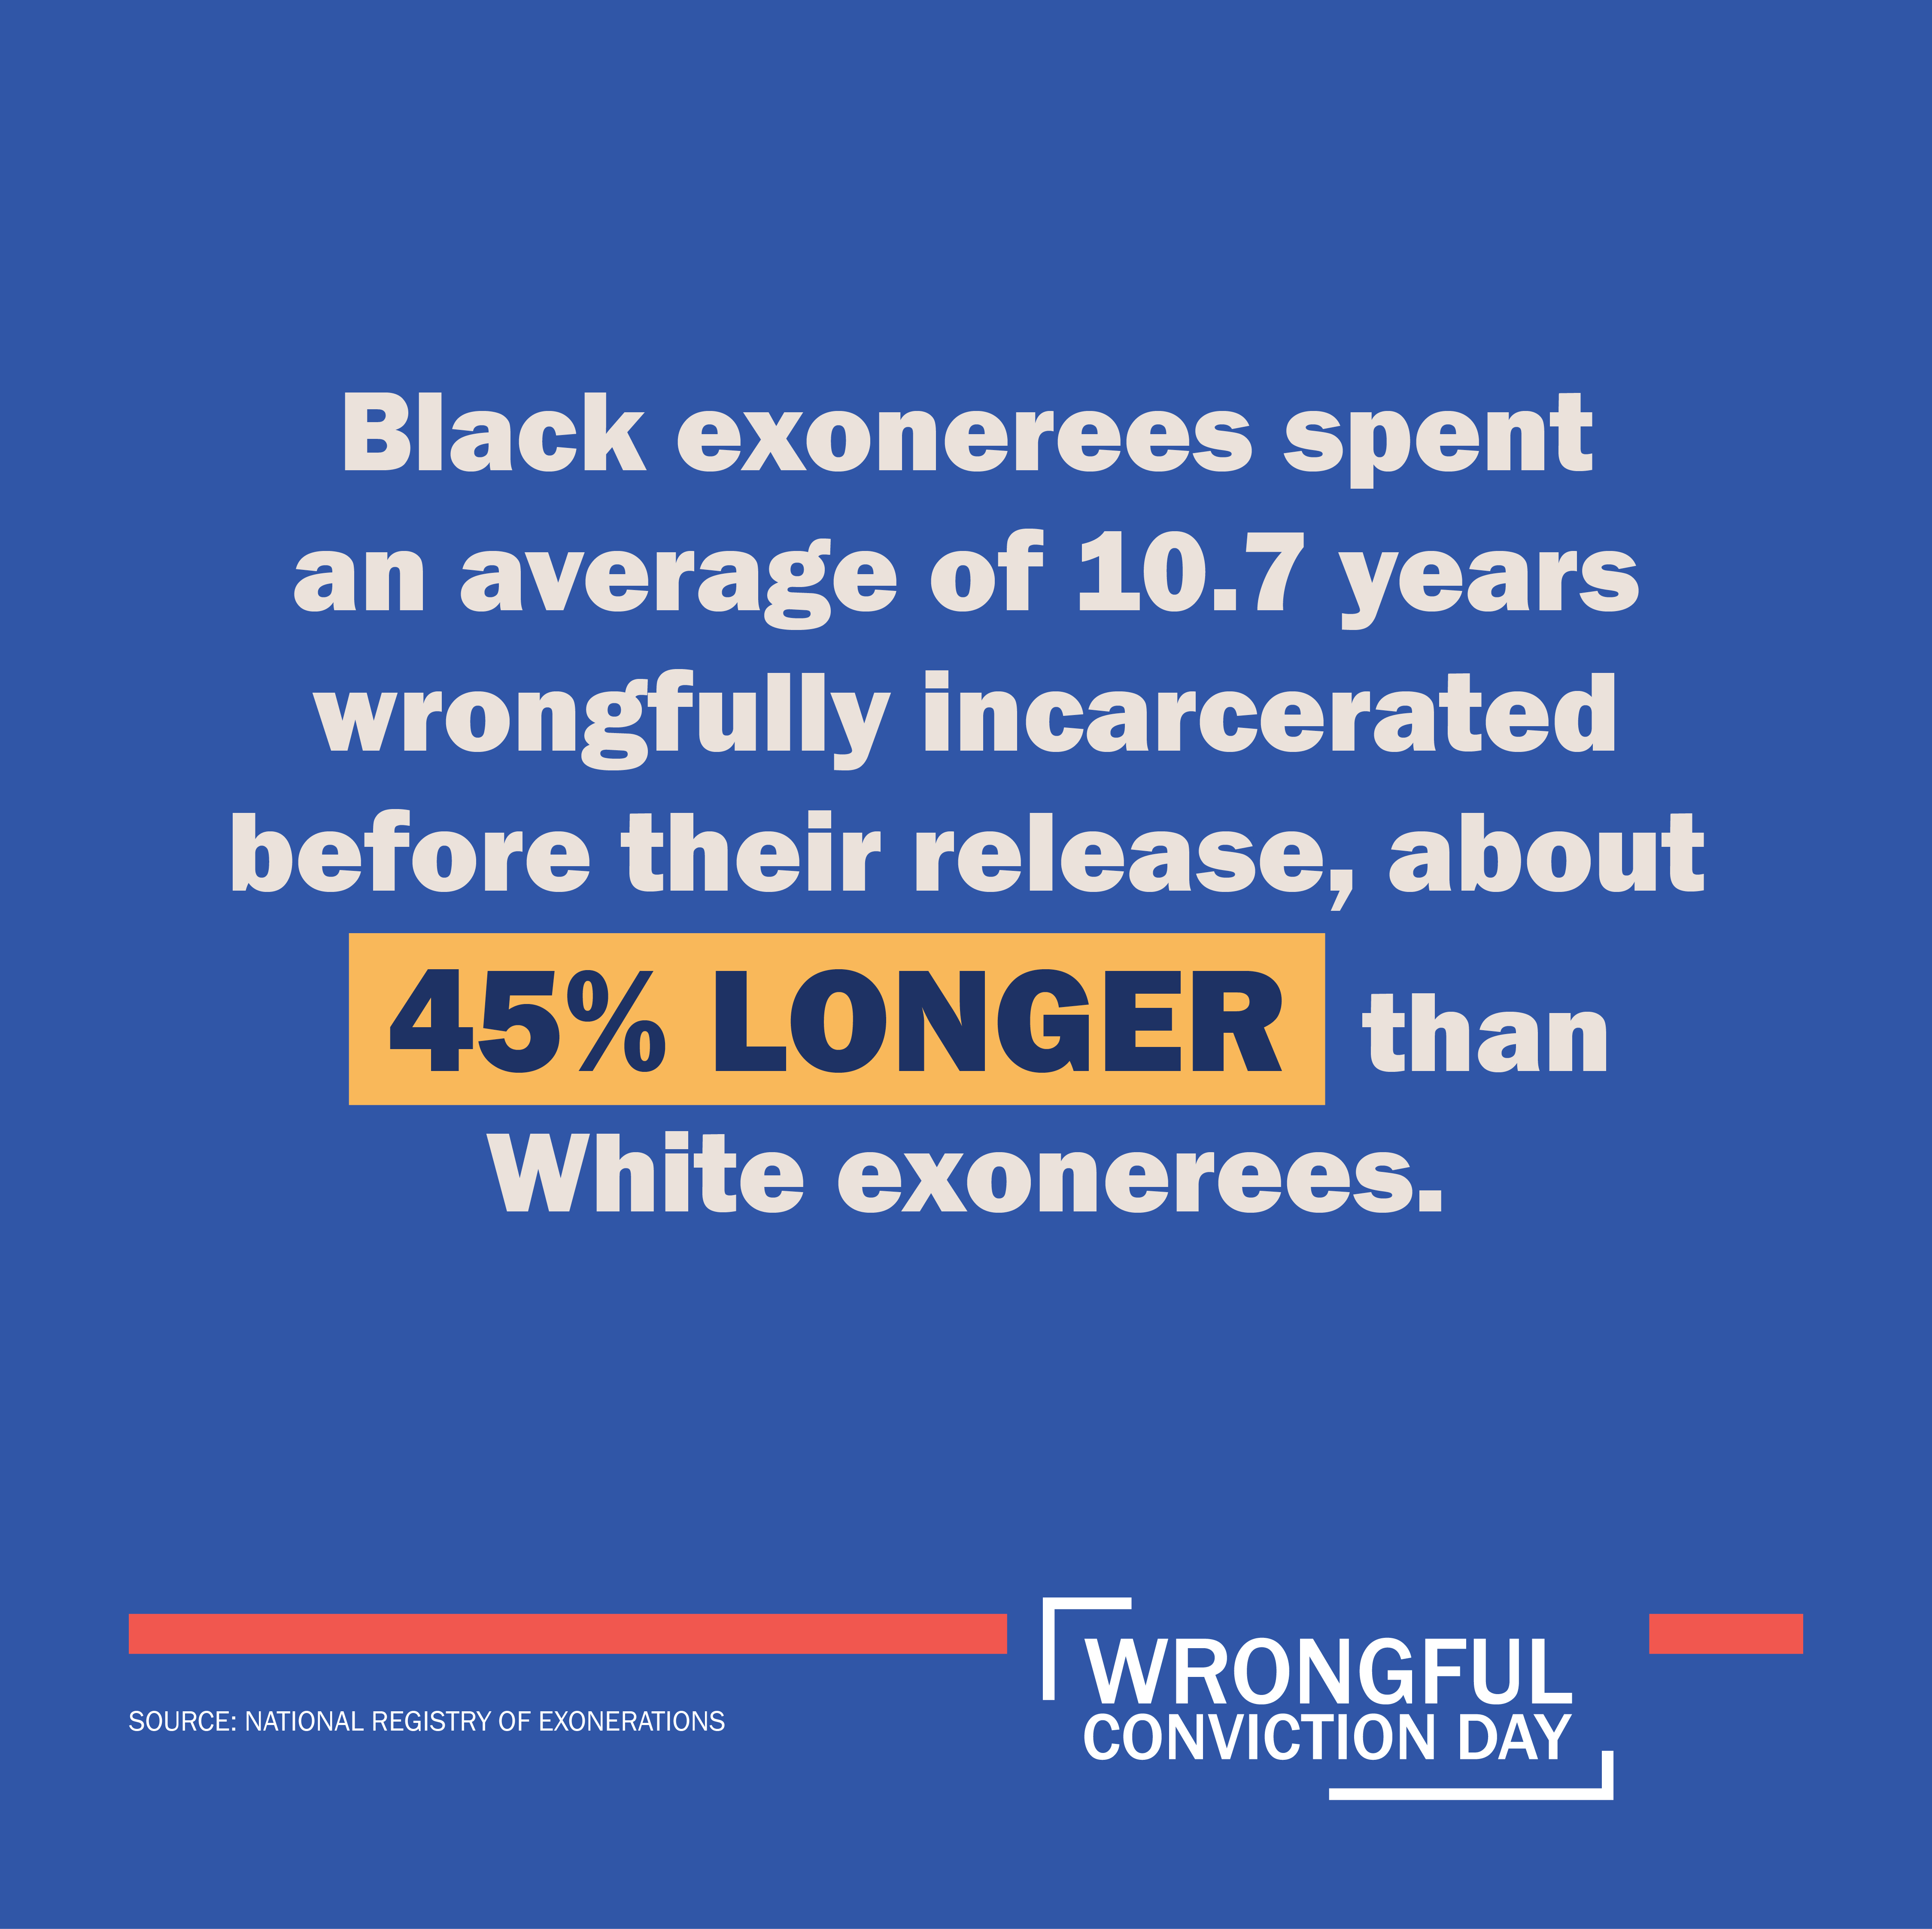 Black exonerees spent
an average of 10.7 years
wrongfully incarcerated
before their release, about
45% LONGER than
White exonerees.
SOURCE: NATIONAL REGISTRY OF EXONERATIONS
WRONGFUL
CONVICTION DAY